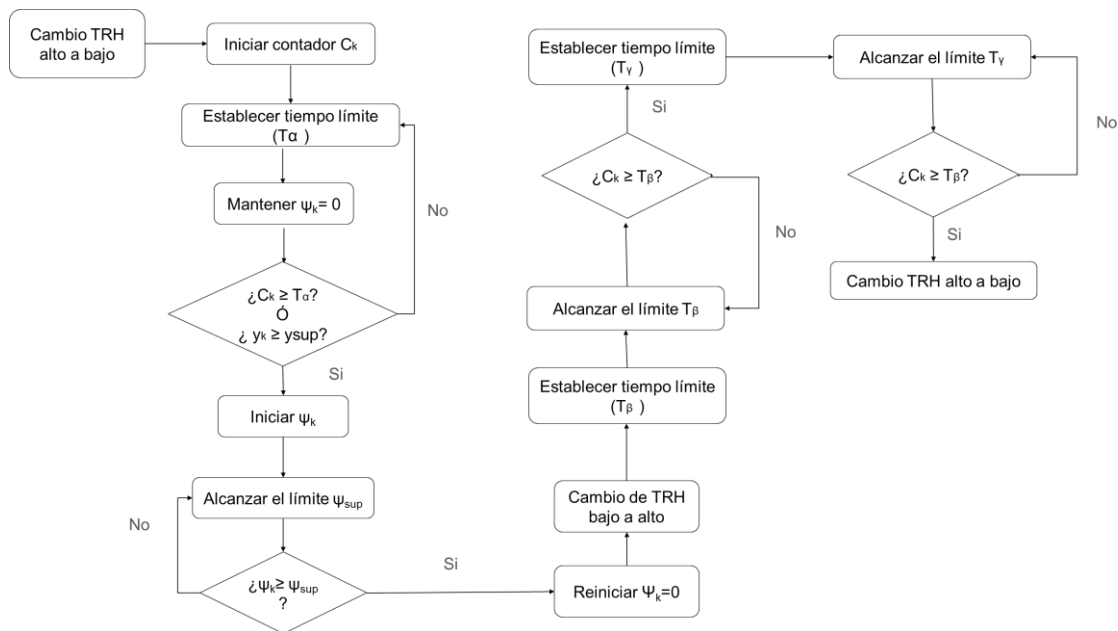 Cambio TRH
alto a bajo
Iniciar contador Cₖ
Establecer tiempo límite
(Tα )
Mantener ψₖ= 0
No
¿Cₖ ≥ Tα?
Ó
¿ yₖ ≥ ysup?
Si
Iniciar ψₖ
Alcanzar el límite ψsup
No
¿ψₖ≥ ψsup
?
Si
Reiniciar Ψₖ=0
Cambio de TRH
bajo a alto
Establecer tiempo límite
(Tβ )
Alcanzar el límite Tβ
No
¿Cₖ ≥ Tβ?
Si
Establecer tiempo límite
(Tγ )
Alcanzar el límite Tγ
No
¿Cₖ ≥ Tβ?
Si
Cambio TRH alto a bajo